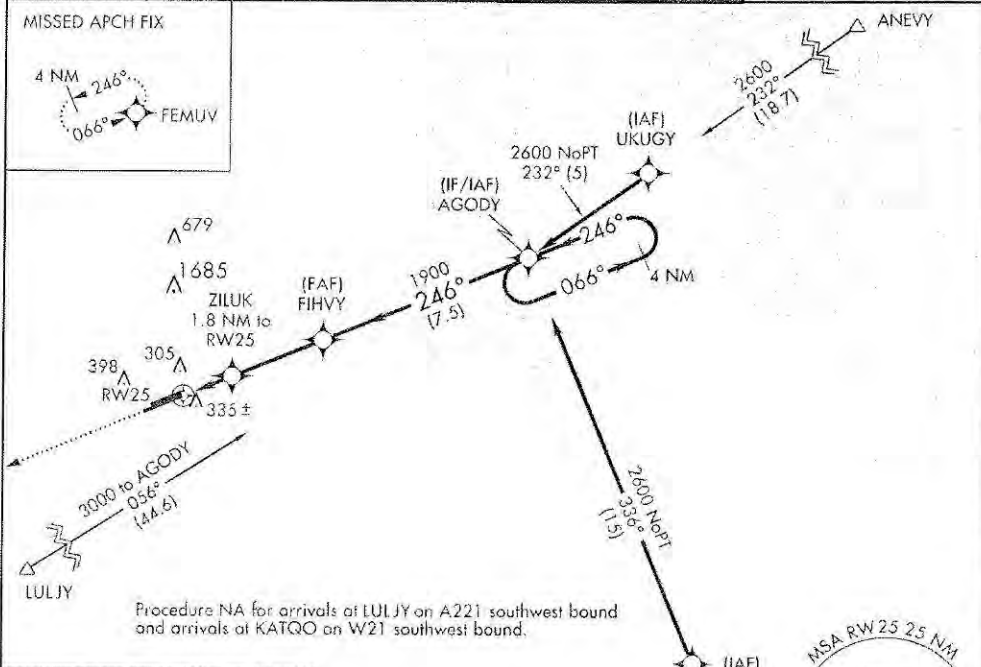 MISSED APCH FIX
4 NM
246°
066°
FEMUV
ANEVY
2600
232°
(18.7)
(IAF)
UKUGY
2600 NoPT
232° (5)
(IF/IAF)
AGODY
246°
066°
4 NM
679
1685
ZILUK
1.8 NM to
RW25
(FAF)
FIHVY
1900
246°
(7.5)
398
305
RW25
335 ±
3000 to AGODY
056°
(44.6)
LULJY
2600 NoPT
336°
(15)
Procedure NA for arrivals at LULJY on A221 southwest bound
and arrivals at KATQO on W21 southwest bound.
(IAF)
MSA RW25 25 NM